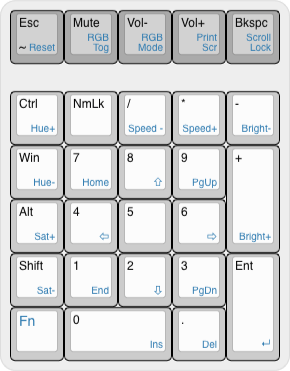 Esc Mute Vol- Vol+ Bkspc
RGB RGB Print Scroll
~ Reset Tog Mode Scr Lock
Ctrl NmLk / * -
Hue+ Speed - Speed+ Bright-
Win 7 8 9 +
Hue- Home ⇧ PgUp
Alt 4 5 6
Sat+ ⇦ ⇨ Bright+
Shift 1 2 3 Ent
Sat- End ⇩ PgDn
Fn 0 .
Ins Del ↵